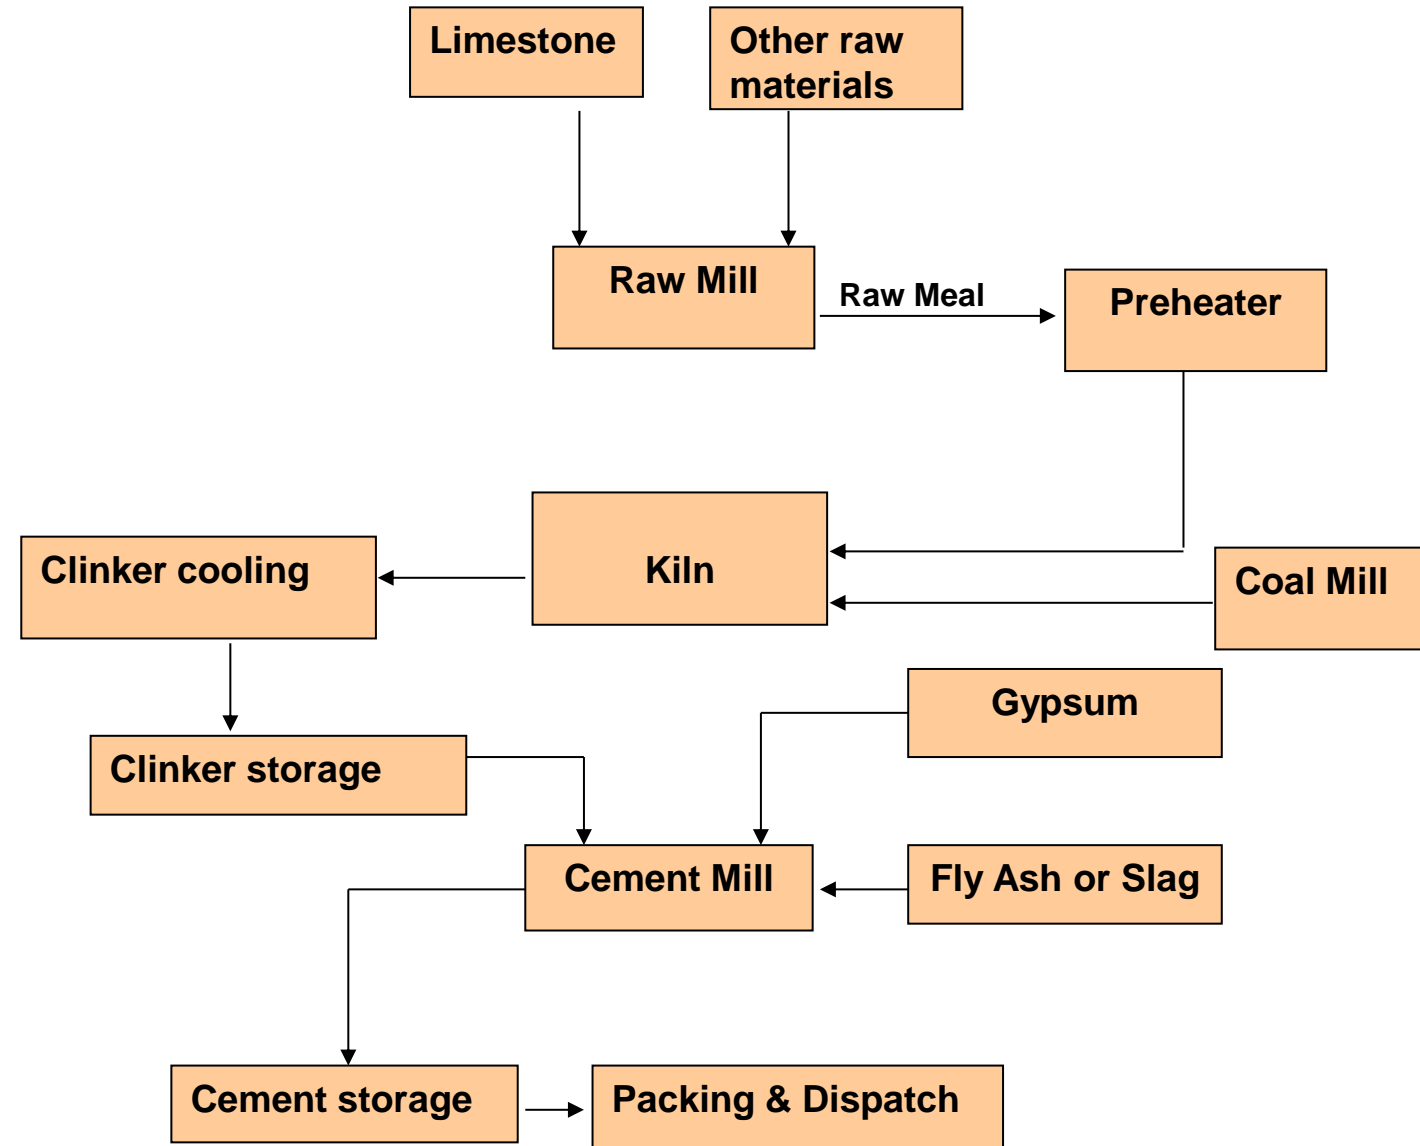 Limestone
Other raw
materials
Raw Mill
Raw Meal
Preheater
Kiln
Clinker cooling
Coal Mill
Gypsum
Clinker storage
Cement Mill
Fly Ash or Slag
Cement storage
Packing & Dispatch